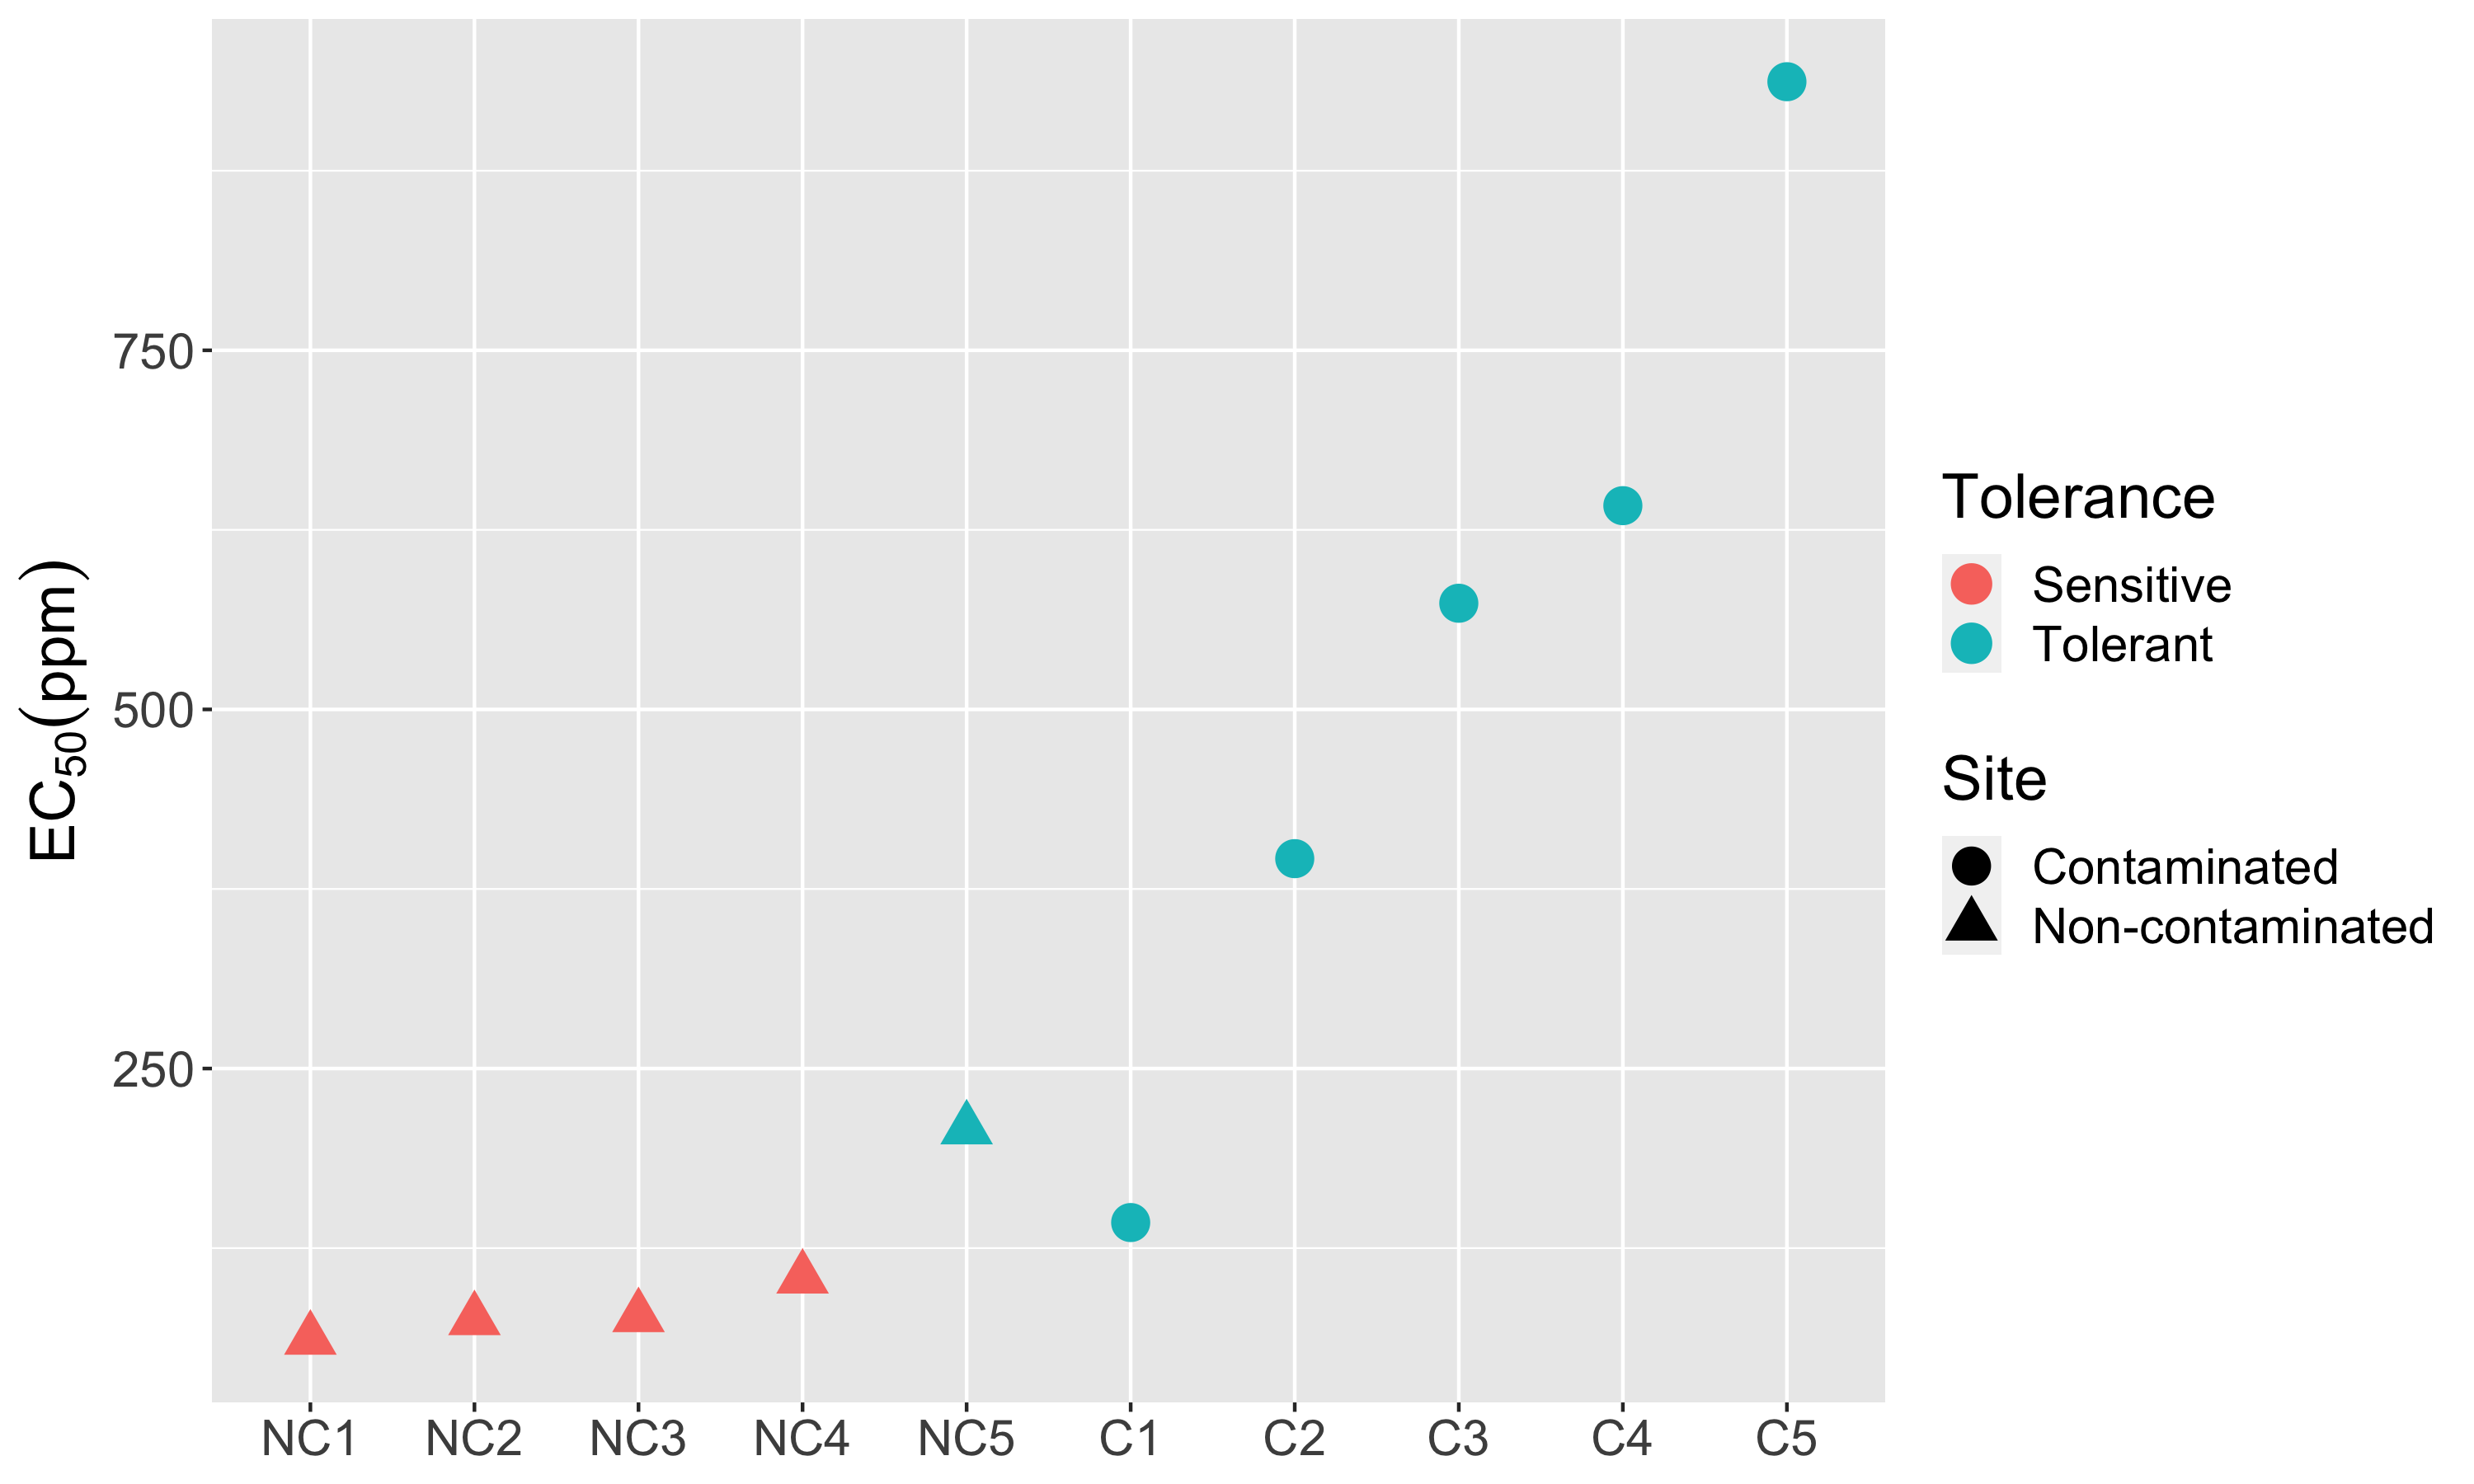 EC50(ppm)
750
500
250
NC1 NC2 NC3 NC4 NC5 C1 C2 C3 C4 C5
Tolerance
Sensitive
Tolerant
Site
Contaminated
Non-contaminated